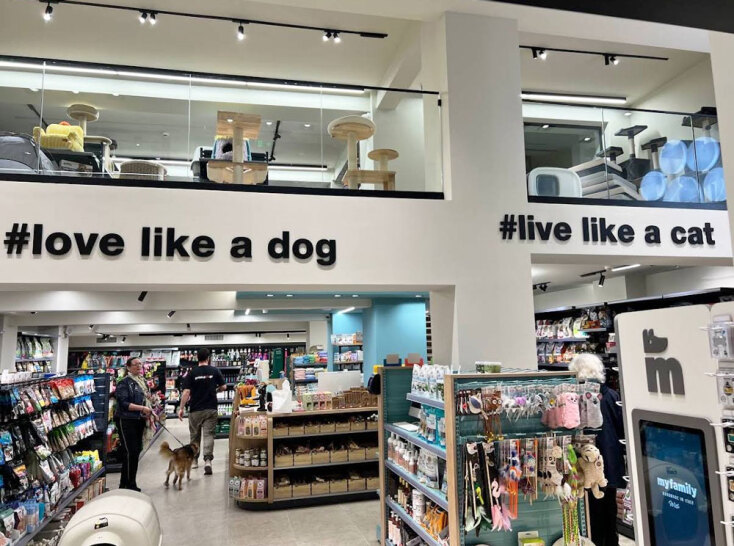 #love like a dog
#live like a cat
m
myfamily